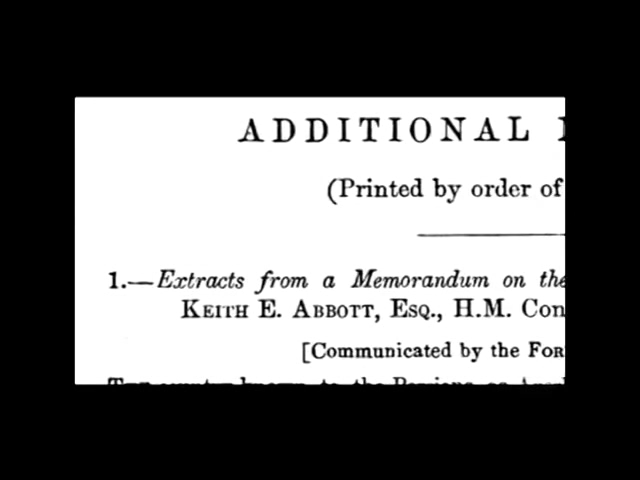 ADDITIONAL
(Printed by order of
1.—Extracts from a Memorandum on the
KEITH E. ABBOTT, ESQ., H.M. Con
[Communicated by the FOR